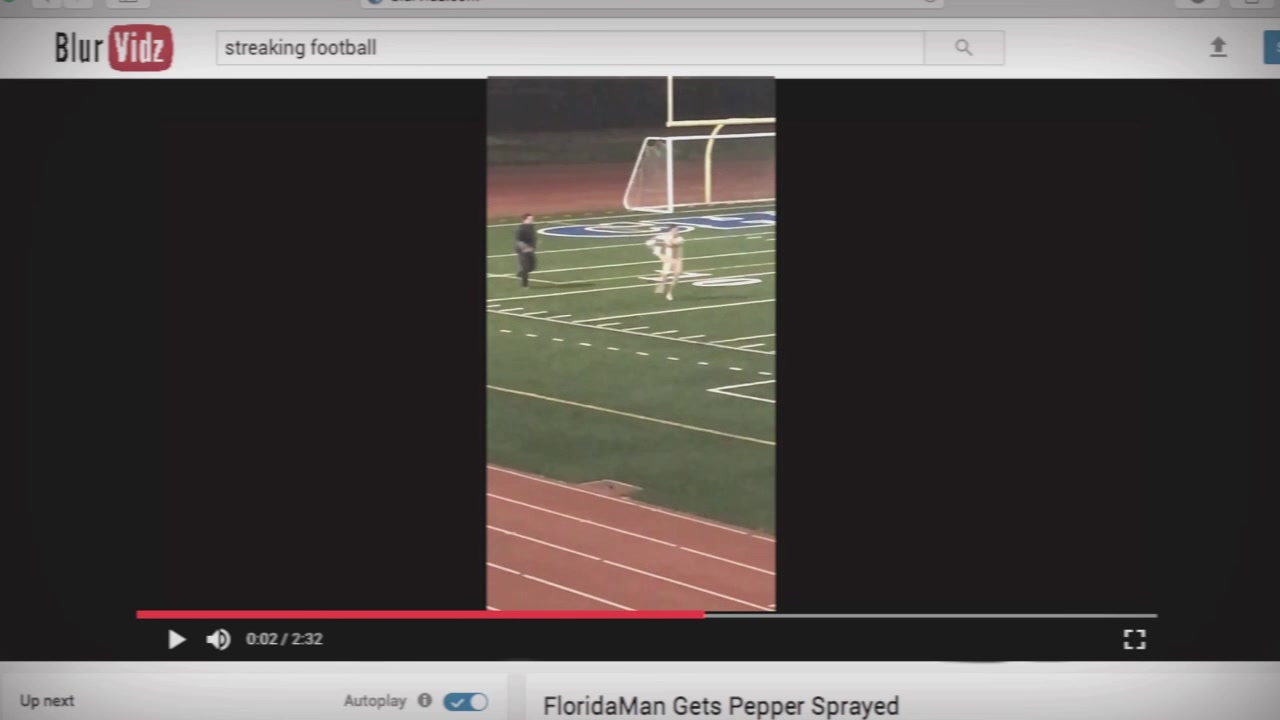 Blur Vidz
streaking football
0:02 / 2:32
Up next
Autoplay
FloridaMan Gets Pepper Sprayed